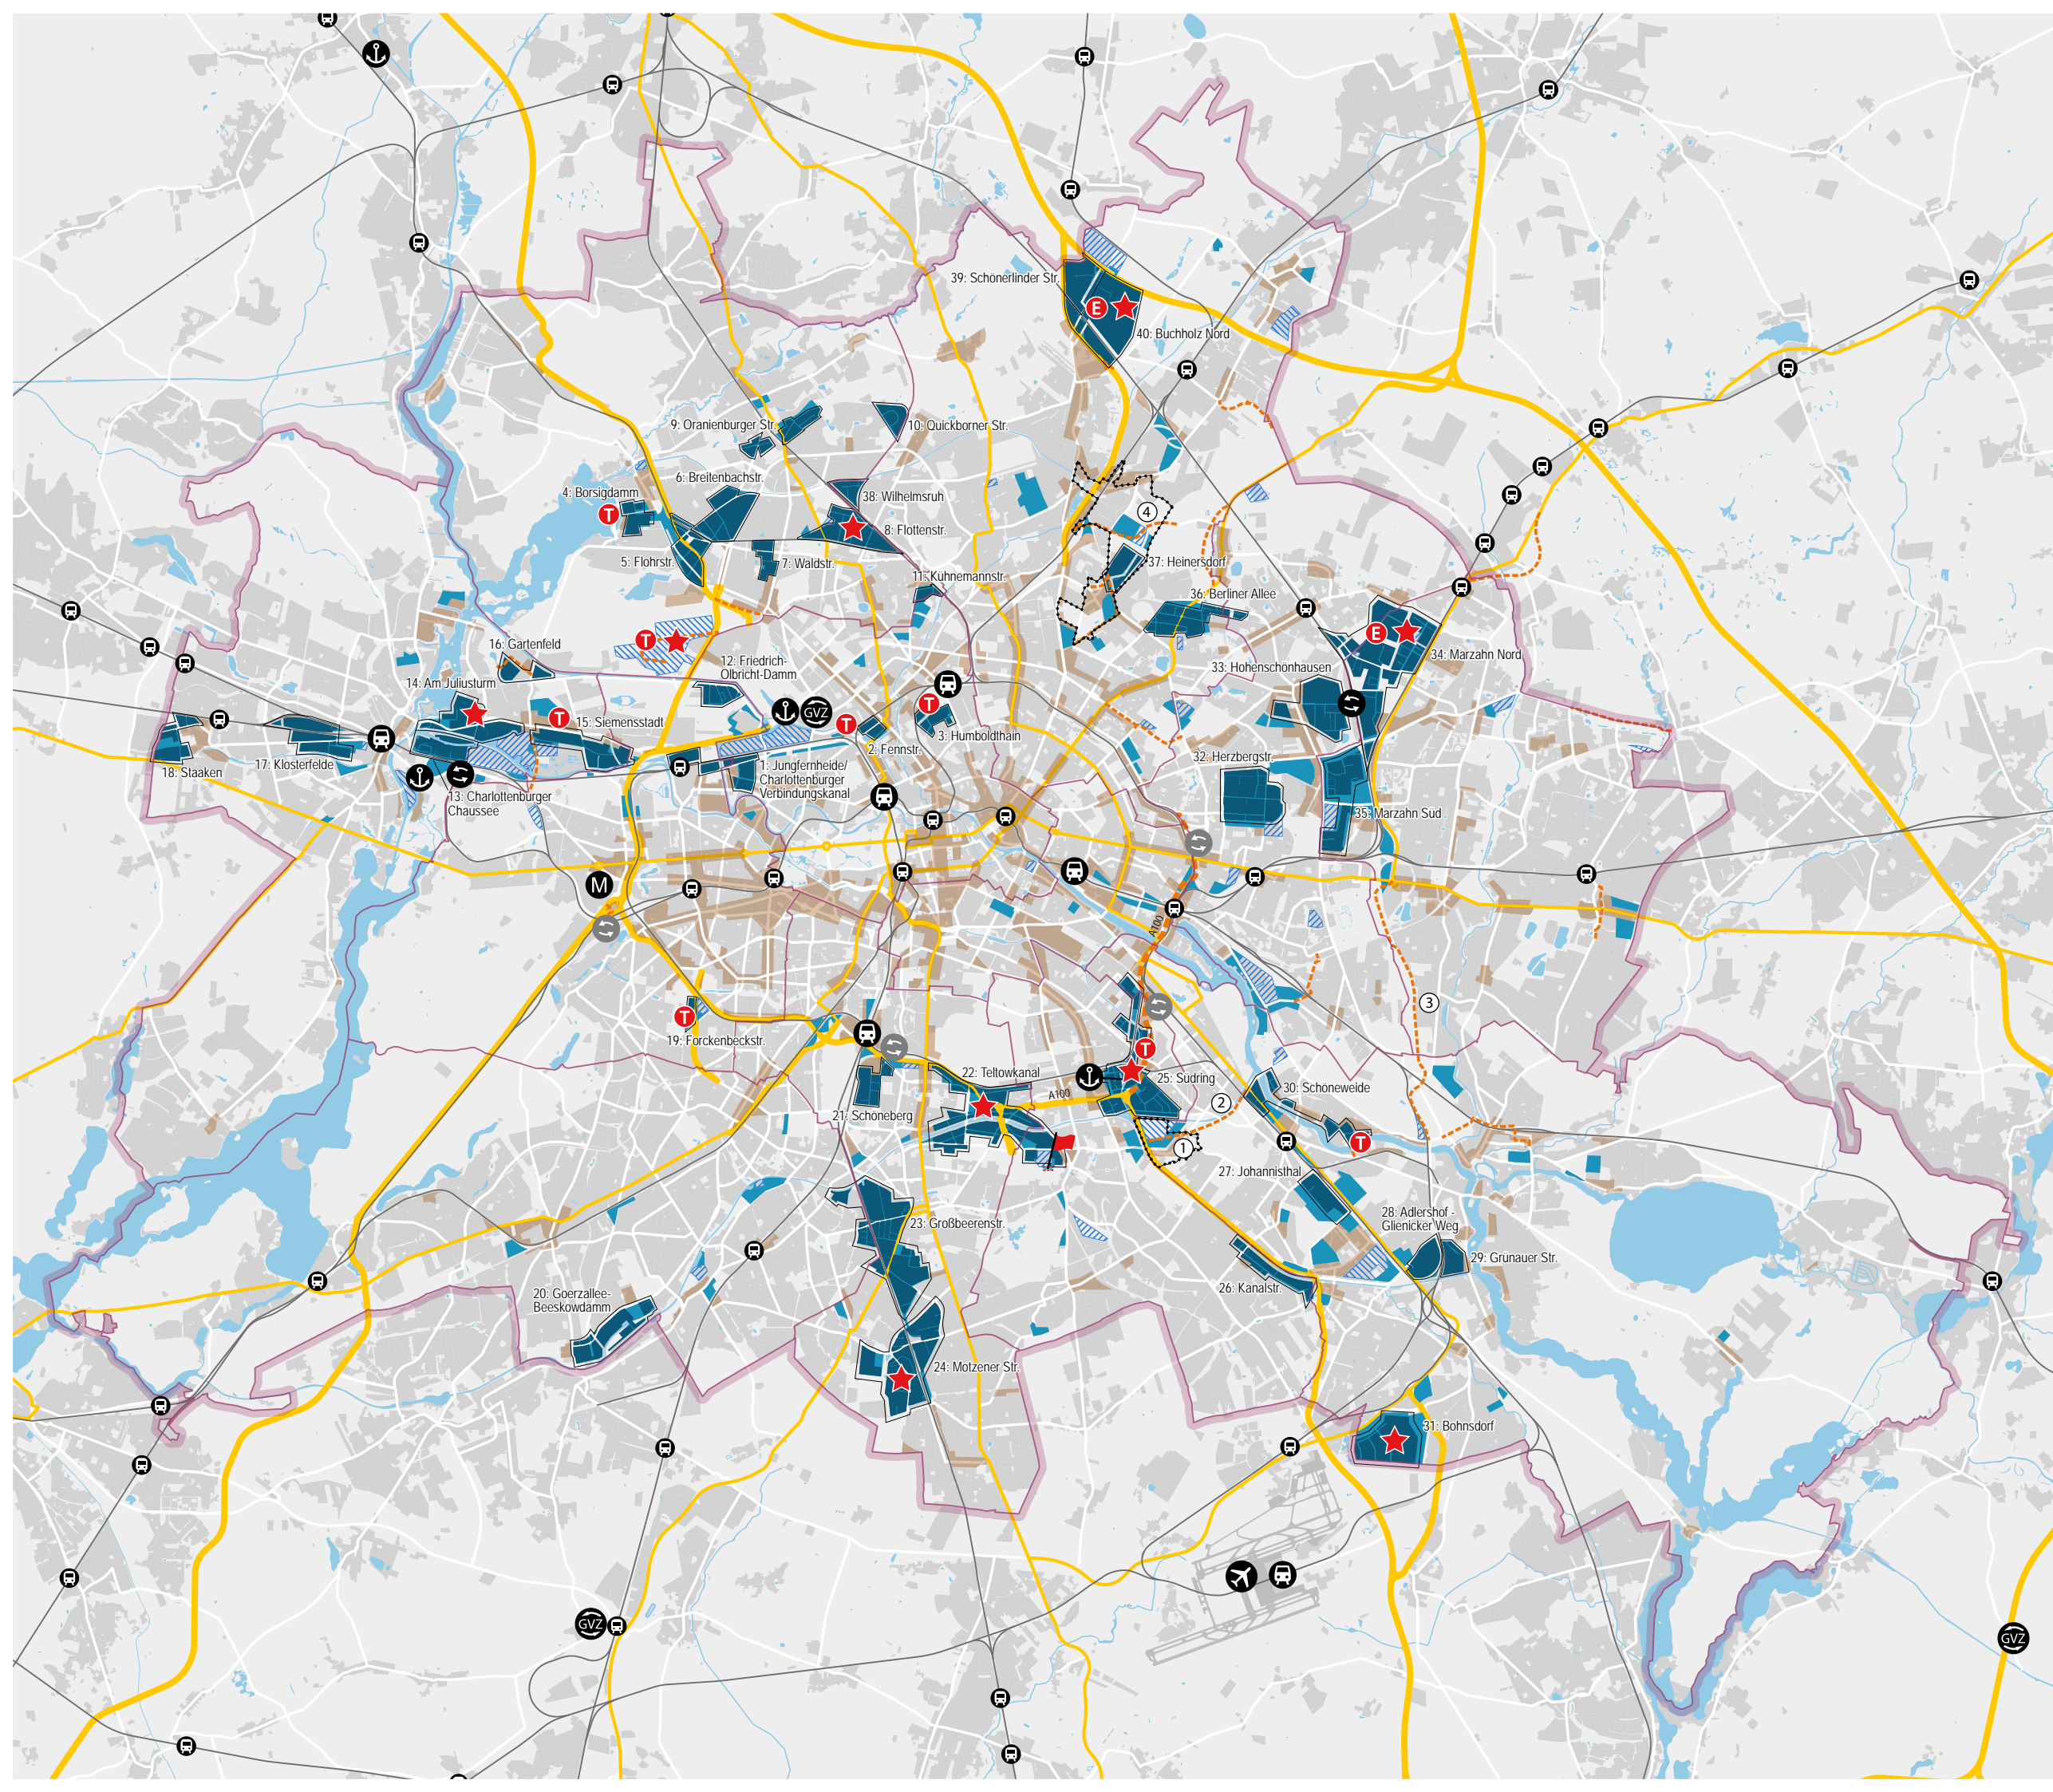 39: Schönerlinder Str.
E
40: Buchholz Nord
9: Oranienburger Str.
10: Quickborner Str.
6: Breitenbachstr.
4: Borsigdamm
T
38: Wilhelmsruh
8: Flottenstr.
4
5: Flohrstr.
7: Waldstr.
37: Heinersdorf
11: Kühnemannstr.
36: Berliner Allee
T
E
16: Gartenfeld
12: Friedrich-
Olbricht-Damm
33: Hohenschönhausen
34: Marzahn Nord
14: Am Juliusturm
T
15: Siemensstadt
GVZ
T
T
3: Humboldthain
2: Fennstr.
18: Staaken
17: Klosterfelde
1: Jungfernheide/
Charlottenburger
Verbindungskanal
32: Herzbergstr.
13: Charlottenburger
Chaussee
35: Marzahn Süd
M
A100
3
T
19: Forckenbeckstr.
T
22: Teltowkanal
25: Südring
A100
30: Schöneweide
2
21: Schöneberg
1
T
27: Johannisthal
28: Adlershof -
Glienicker Weg
23: Großbeerenstr.
29: Grünauer Str.
26: Kanalstr.
20: Goerzallee-
Beeskowdamm
24: Motzener Str.
31: Bohnsdorf
GVZ
GVZ